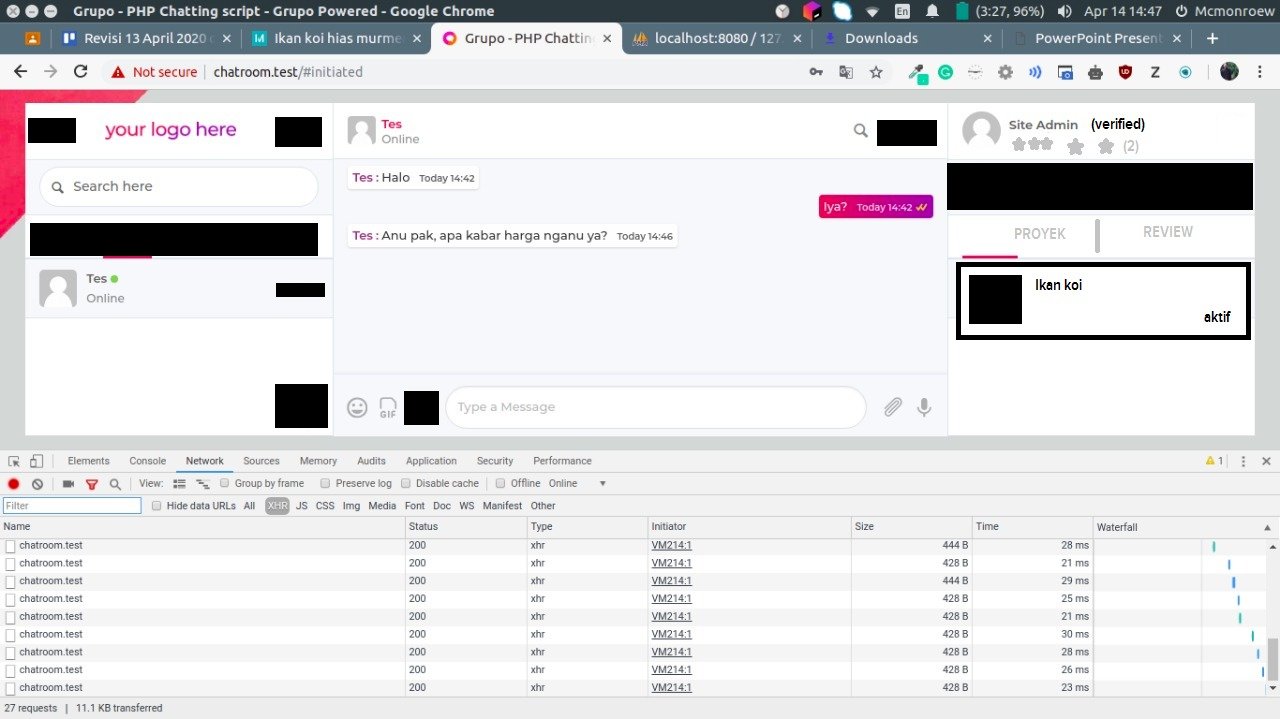 Grupo - PHP Chatting script - Grupo Powered - Google Chrome
En
(3:27, 96%)
Apr 14 14:47
Mcmonroew
Revisi 13 April 2020
Ikan koi hias murme
Grupo - PHP Chattin
localhost:8080 / 127
Downloads
PowerPoint Present
Not secure
chatroom.test/#initiated
Z
your logo here
Tes
Online
Site Admin (verified)
(2)
Search here
Tes : Halo Today 14:42
Iya? Today 14:42
Tes : Anu pak, apa kabar harga nganu ya? Today 14:46
PROYEK
REVIEW
Tes
Online
Ikan koi
aktif
GIF
Type a Message
Elements Console Network Sources Memory Audits Application Security Performance
1
View: Group by frame Preserve log Disable cache Offline Online
Filter Hide data URLs All XHR JS CSS Img Media Font Doc WS Manifest Other
Name Status Type Initiator Size Time Waterfall
chatroom.test 200 xhr VM214:1 444 B 28 ms
chatroom.test 200 xhr VM214:1 428 B 21 ms
chatroom.test 200 xhr VM214:1 444 B 29 ms
chatroom.test 200 xhr VM214:1 428 B 25 ms
chatroom.test 200 xhr VM214:1 428 B 21 ms
chatroom.test 200 xhr VM214:1 428 B 30 ms
chatroom.test 200 xhr VM214:1 428 B 28 ms
chatroom.test 200 xhr VM214:1 428 B 26 ms
chatroom.test 200 xhr VM214:1 428 B 23 ms
27 requests | 11.1 KB transferred